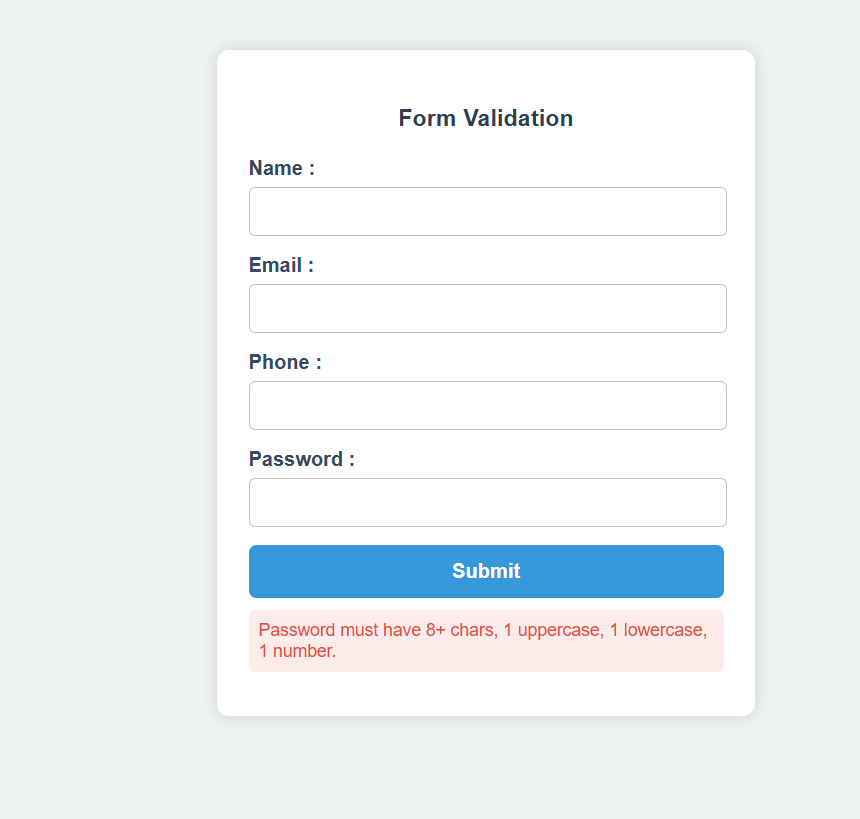 Form Validation
Name :
Email :
Phone :
Password :
Submit
Password must have 8+ chars, 1 uppercase, 1 lowercase,
1 number.